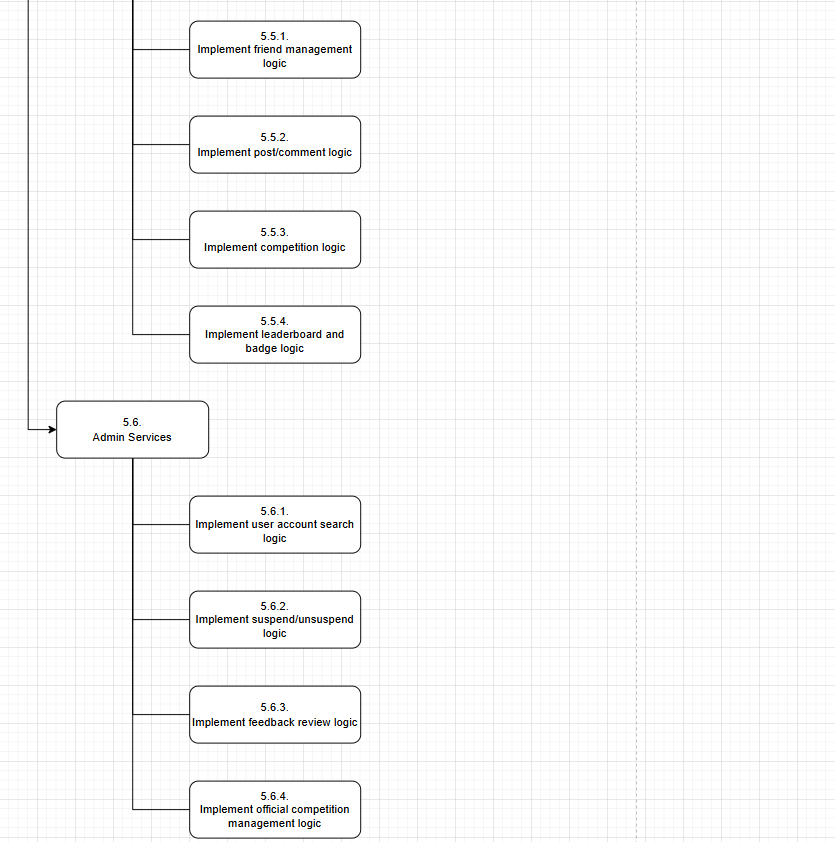 5.5.1.
Implement friend management
logic
5.5.2.
Implement post/comment logic
5.5.3.
Implement competition logic
5.5.4.
Implement leaderboard and
badge logic
5.6.
Admin Services
5.6.1.
Implement user account search
logic
5.6.2.
Implement suspend/unsuspend
logic
5.6.3.
Implement feedback review logic
5.6.4.
Implement official competition
management logic